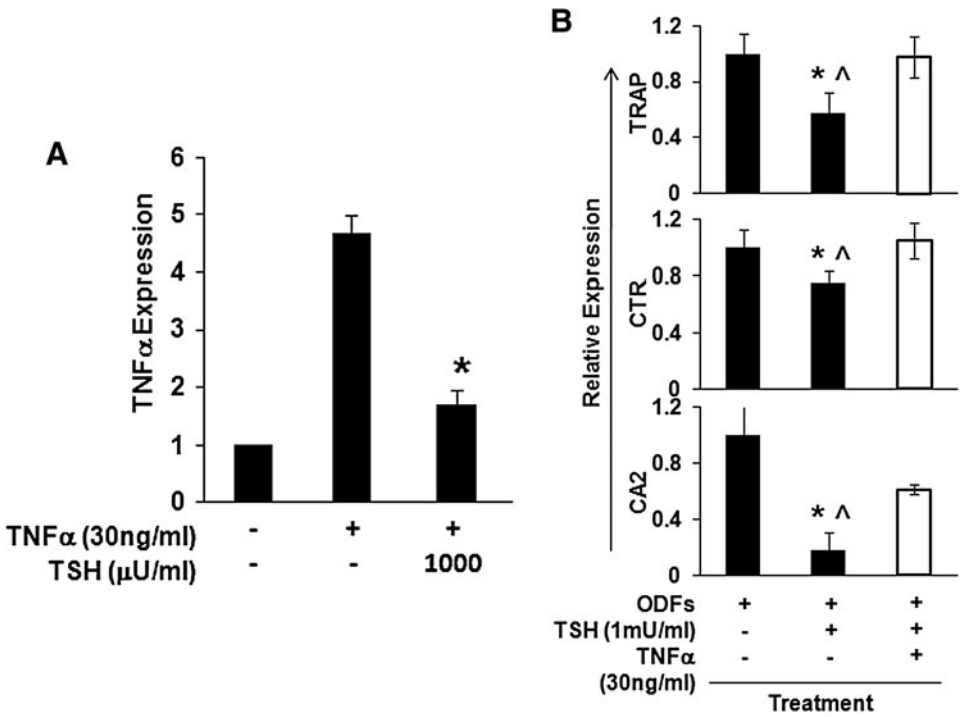 A
TNFα Expression
6
5
4
3
2
1
0
*
TNFα (30ng/ml) - + +
TSH (μU/ml) - - 1000
B
Relative Expression
TRAP
1.2
0.8
0.4
0
* ^
CTR
1.2
0.8
0.4
0
* ^
CA2
1.2
0.8
0.4
0
* ^
ODFs + + +
TSH (1mU/ml) - + +
TNFα - - +
(30ng/ml)
Treatment